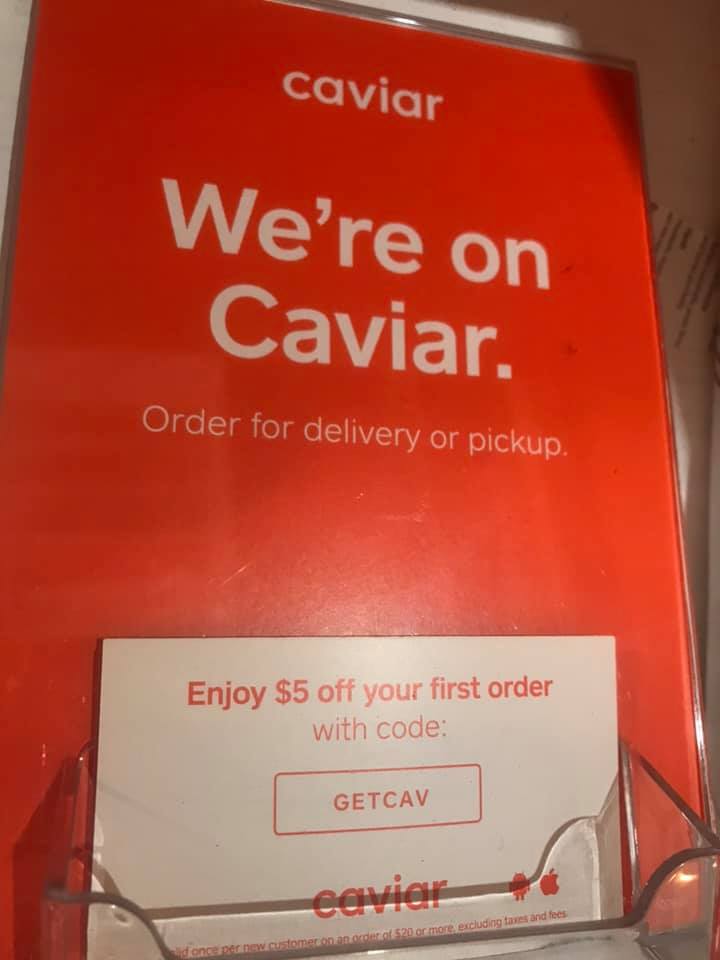 caviar
We're on
Caviar.
Order for delivery or pickup.
Enjoy $5 off your first order
with code:
GETCAV
caviar
once per new customer on an order of $20 or more, excluding taxes and fees.